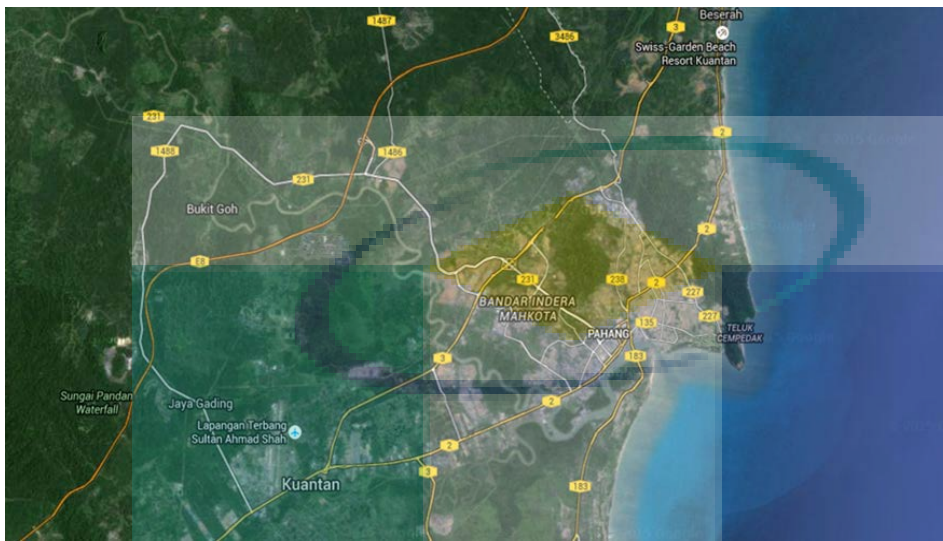 Beserah
1487
3
3486
Swiss-Garden Beach
Resort Kuantan
231
2
1488
1486
231
Bukit Goh
2
E8
231
238
2
227
BANDAR INDERA
MAHKOTA
227
135
PAHANG
TELUK
CEMPEDAK
3
183
Sungai Pandan
Waterfall
2
Jaya Gading
Lapangan Terbang
Sultan Ahmad Shah
2
3
Kuantan
183